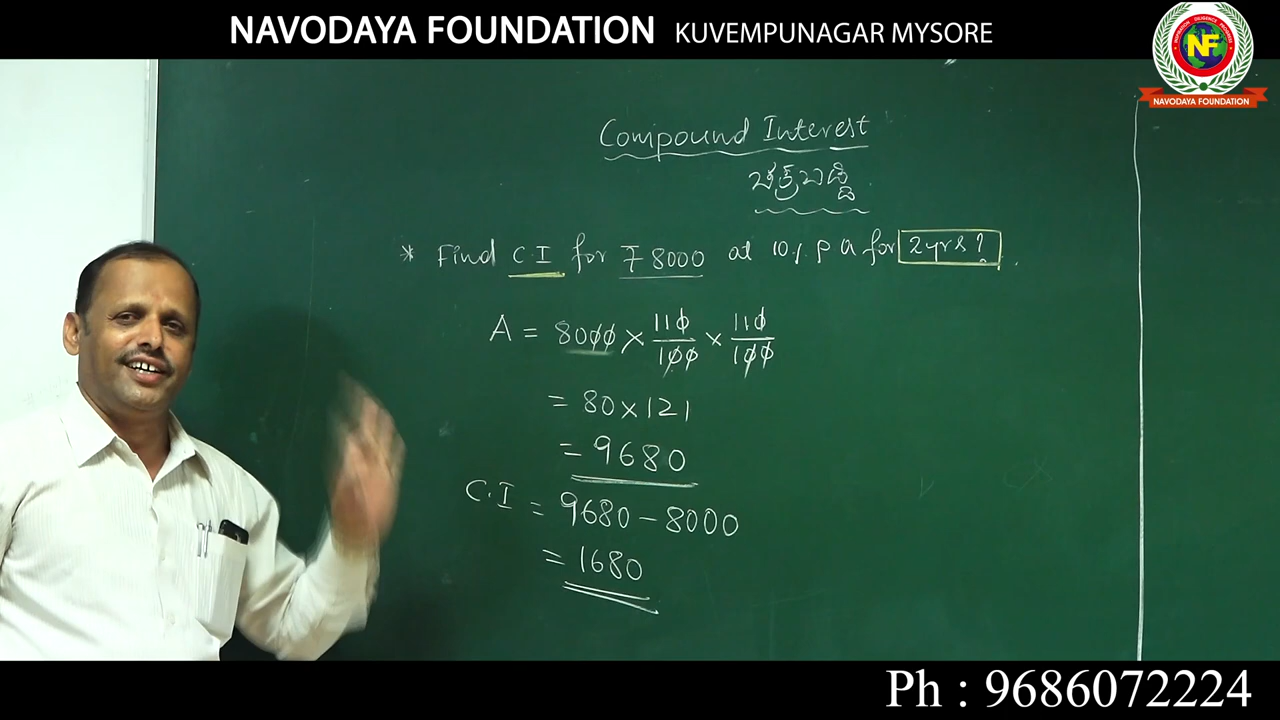 NAVODAYA FOUNDATION KUVEMPUNAGAR MYSORE
NF
NAVODAYA FOUNDATION
Compound Interest
ಚಕ್ರಬಡ್ಡಿ
* Find C.I for ₹ 8000 at 10% P A for 2yrs?
A = 8000 × 110/100 × 110/100
= 80 × 121
= 9680
C.I = 9680 - 8000
= 1680
Ph : 9686072224